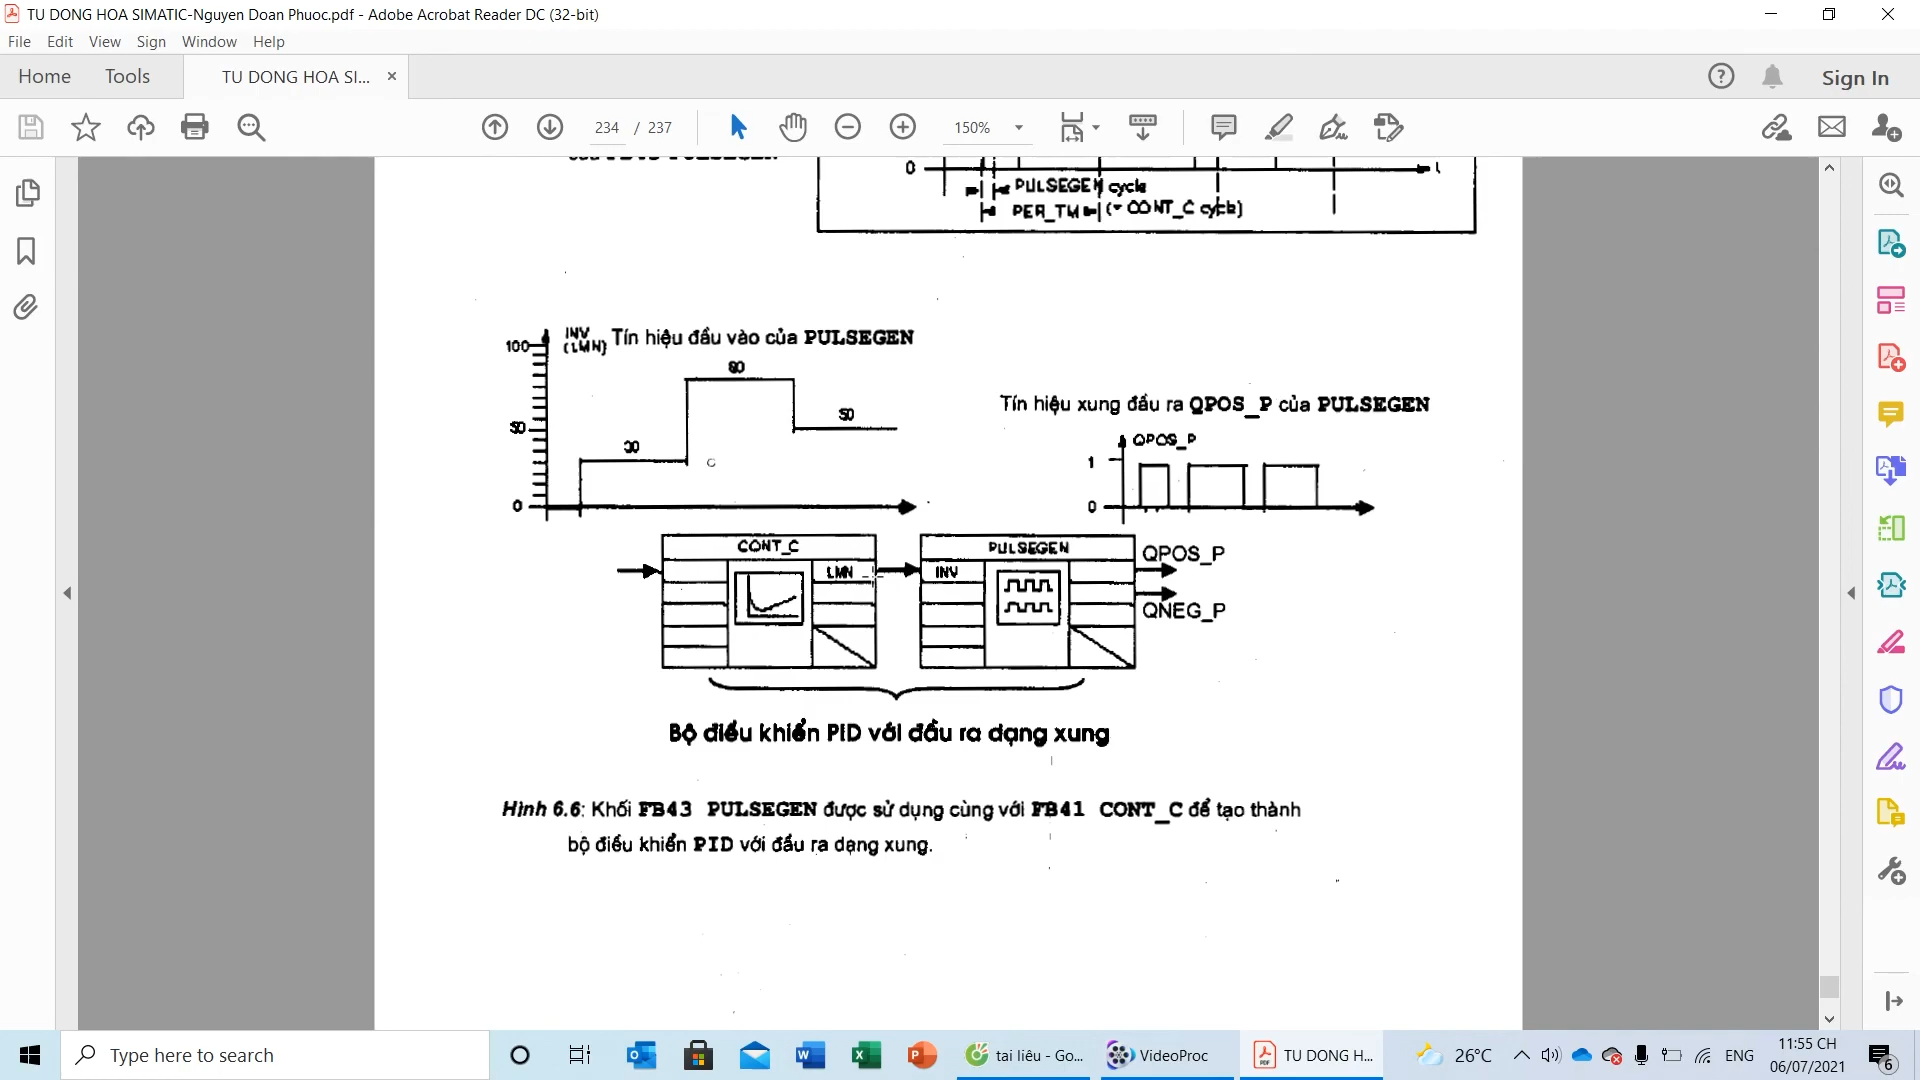 TU DONG HOA SIMATIC-Nguyen Doan Phuoc.pdf - Adobe Acrobat Reader DC (32-bit)
File Edit View Sign Window Help
Home Tools TU DONG HOA SI... × ? Sign In
234 / 237 150%
0
PULSEGEN cycle
PER_TM (= CONT_C cycle)
INV Tín hiệu đầu vào của PULSEGEN
100 (LMN)
80
Tín hiệu xung đầu ra QPOS_P của PULSEGEN
50
50
QPOS_P
30
1
0
0
CONT_C PULSEGEN QPOS_P
LMN INV
QNEG_P
Bộ điều khiển PID với đầu ra dạng xung
Hình 6.6: Khối FB43 PULSEGEN được sử dụng cùng với FB41 CONT_C để tạo thành
bộ điều khiển PID với đầu ra dạng xung.
Type here to search tai liêu - Go... VideoProc TU DONG H... 26°C ENG 11:55 CH
06/07/2021 6